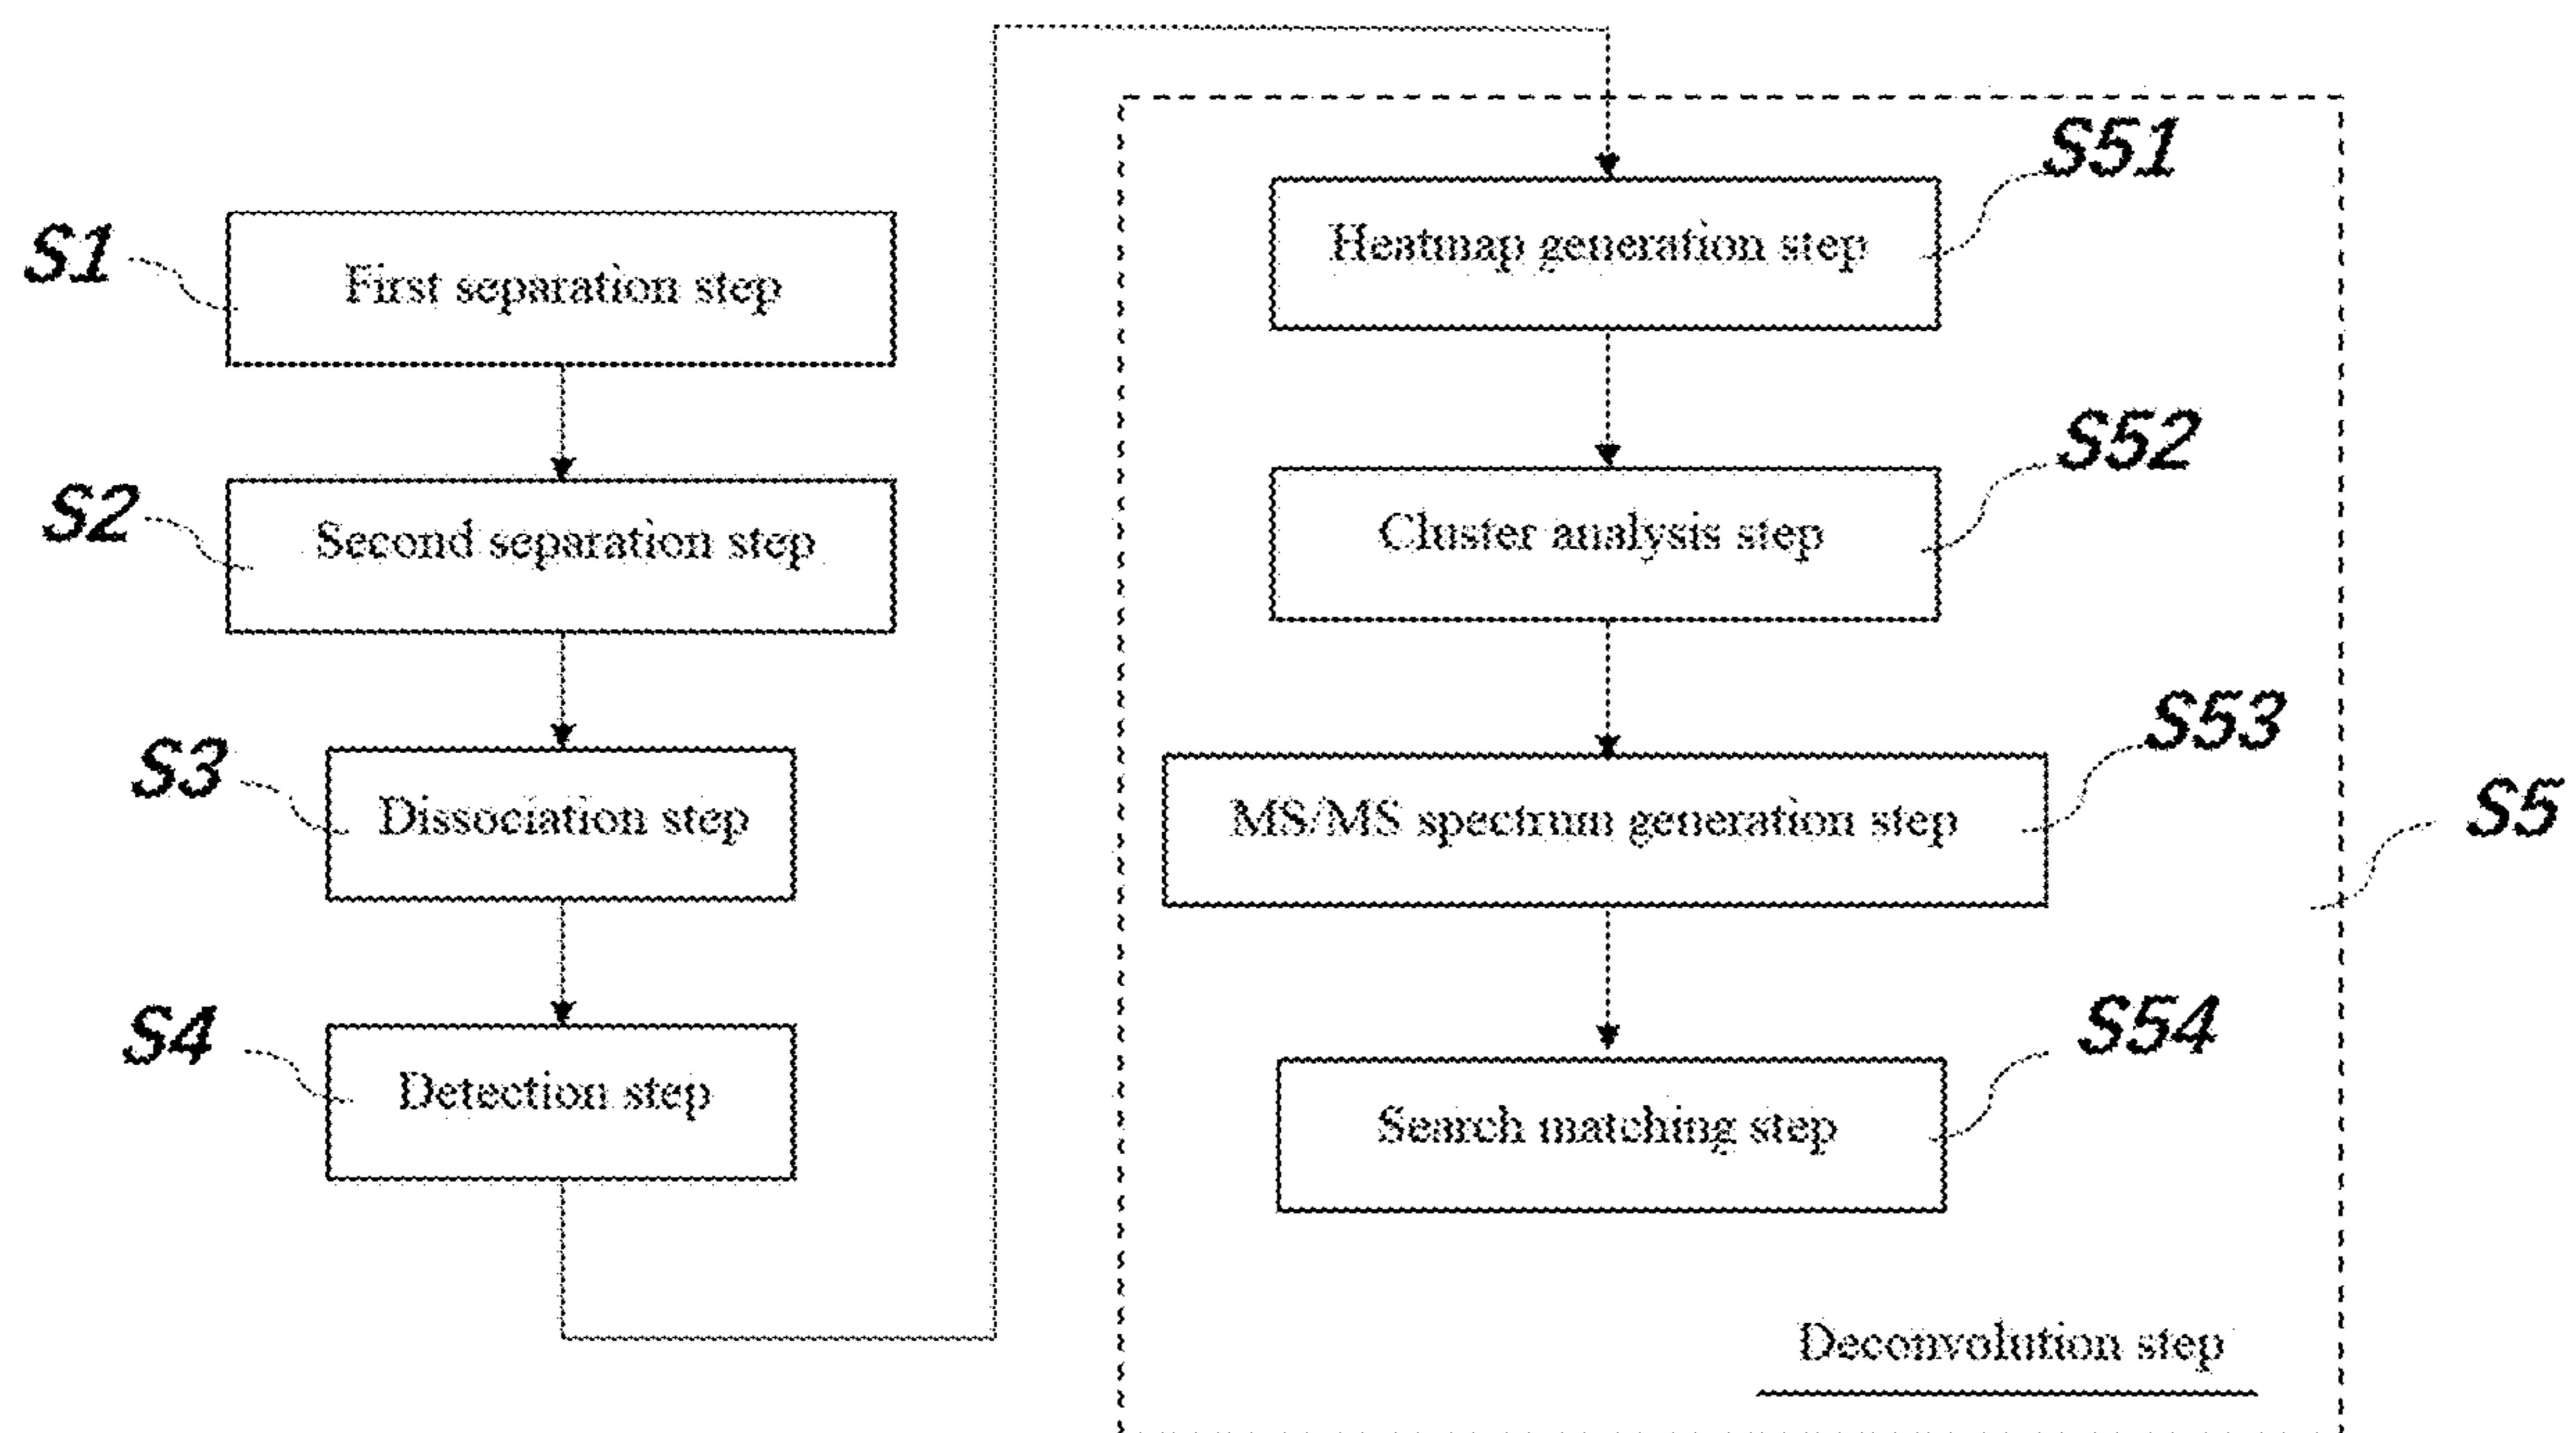 S1
First separation step
S2
Second separation step
S3
Dissociation step
S4
Detection step
S51
Heatmap generation step
S52
Cluster analysis step
S53
MS/MS spectrum generation step
S5
S54
Search matching step
Deconvolution step